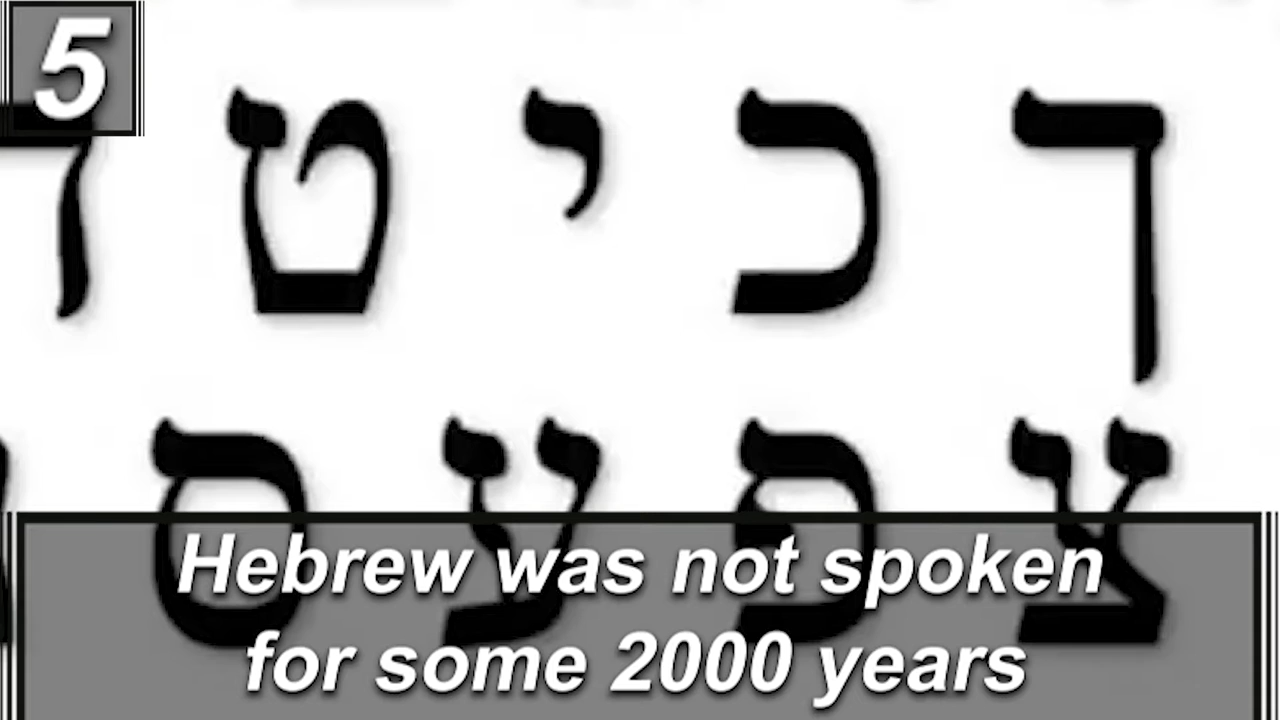 5
ט י כ ך
ס ע פ צ
Hebrew was not spoken
for some 2000 years